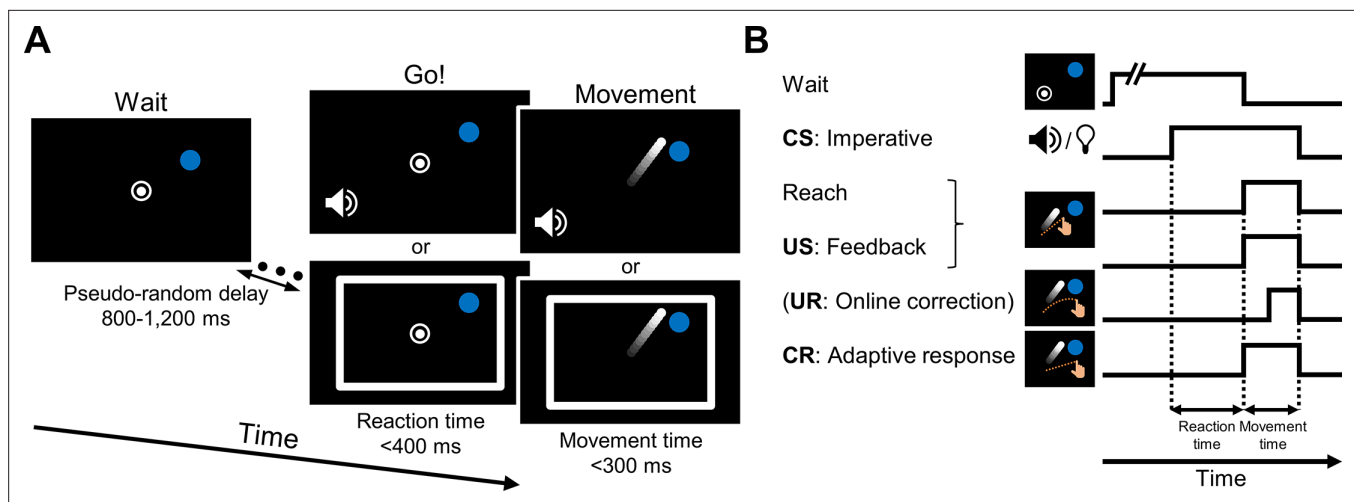 A
Wait
Pseudo-random delay
800-1,200 ms
Go!
or
Reaction time
<400 ms
Movement
or
Movement time
<300 ms
Time
B
Wait
CS: Imperative
/
Reach
US: Feedback
(UR: Online correction)
CR: Adaptive response
Reaction
time
Movement
time
Time